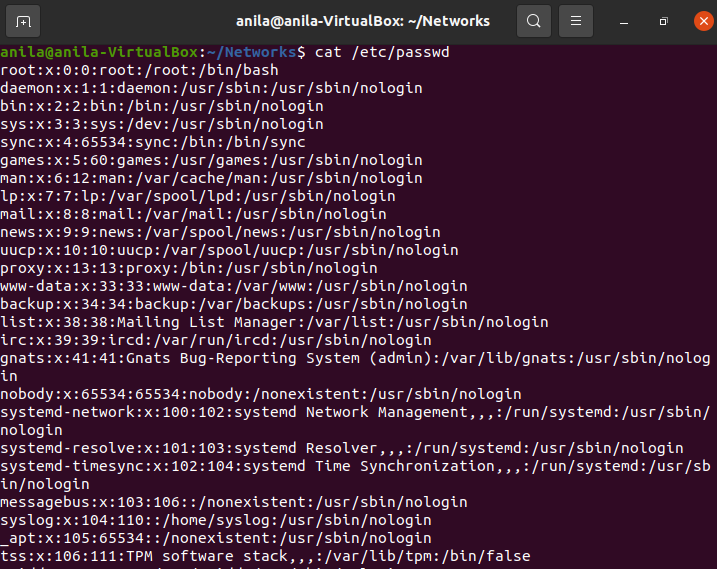 anila@anila-VirtualBox: ~/Networks
anila@anila-VirtualBox:~/Networks$ cat /etc/passwd
root:x:0:0:root:/root:/bin/bash
daemon:x:1:1:daemon:/usr/sbin:/usr/sbin/nologin
bin:x:2:2:bin:/bin:/usr/sbin/nologin
sys:x:3:3:sys:/dev:/usr/sbin/nologin
sync:x:4:65534:sync:/bin:/bin/sync
games:x:5:60:games:/usr/games:/usr/sbin/nologin
man:x:6:12:man:/var/cache/man:/usr/sbin/nologin
lp:x:7:7:lp:/var/spool/lpd:/usr/sbin/nologin
mail:x:8:8:mail:/var/mail:/usr/sbin/nologin
news:x:9:9:news:/var/spool/news:/usr/sbin/nologin
uucp:x:10:10:uucp:/var/spool/uucp:/usr/sbin/nologin
proxy:x:13:13:proxy:/bin:/usr/sbin/nologin
www-data:x:33:33:www-data:/var/www:/usr/sbin/nologin
backup:x:34:34:backup:/var/backups:/usr/sbin/nologin
list:x:38:38:Mailing List Manager:/var/list:/usr/sbin/nologin
irc:x:39:39:ircd:/var/run/ircd:/usr/sbin/nologin
gnats:x:41:41:Gnats Bug-Reporting System (admin):/var/lib/gnats:/usr/sbin/nolog
in
nobody:x:65534:65534:nobody:/nonexistent:/usr/sbin/nologin
systemd-network:x:100:102:systemd Network Management,,,:/run/systemd:/usr/sbin/
nologin
systemd-resolve:x:101:103:systemd Resolver,,,:/run/systemd:/usr/sbin/nologin
systemd-timesync:x:102:104:systemd Time Synchronization,,,:/run/systemd:/usr/sb
in/nologin
messagebus:x:103:106::/nonexistent:/usr/sbin/nologin
syslog:x:104:110::/home/syslog:/usr/sbin/nologin
_apt:x:105:65534::/nonexistent:/usr/sbin/nologin
tss:x:106:111:TPM software stack,,,:/var/lib/tpm:/bin/false